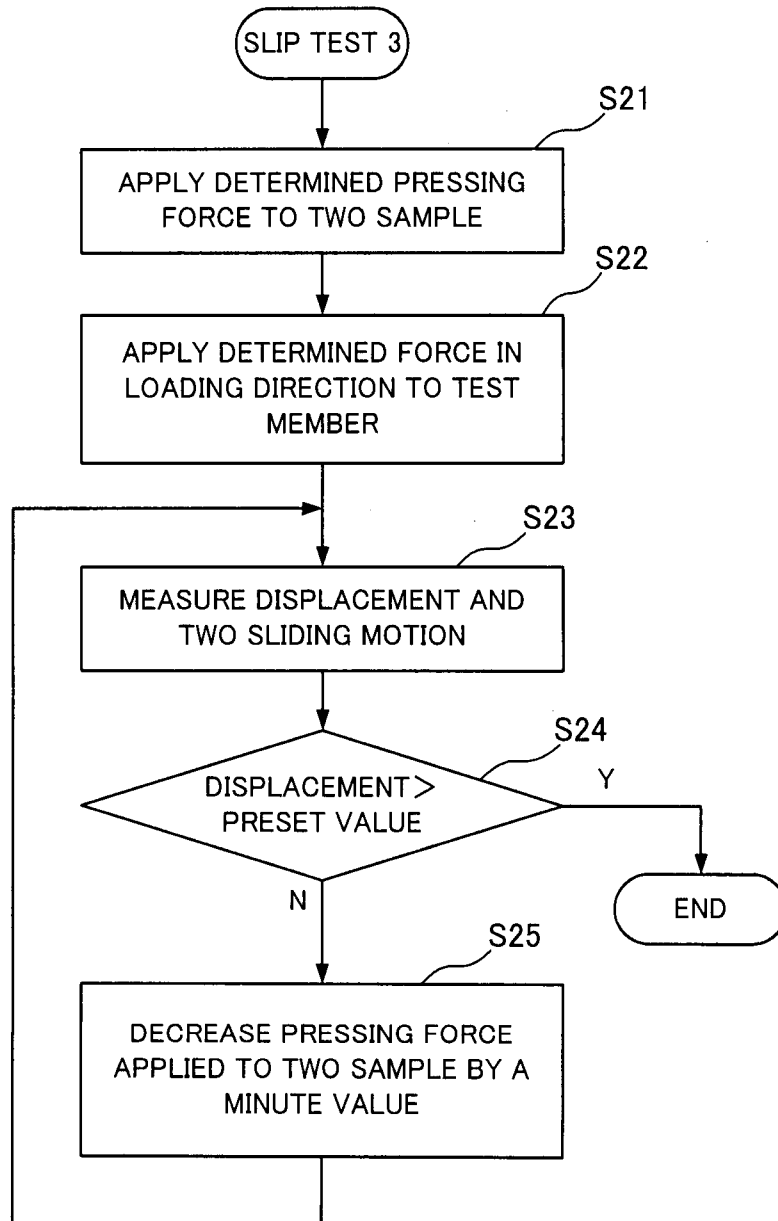 SLIP TEST 3
S21
APPLY DETERMINED PRESSING
FORCE TO TWO SAMPLE
S22
APPLY DETERMINED FORCE IN
LOADING DIRECTION TO TEST
MEMBER
S23
MEASURE DISPLACEMENT AND
TWO SLIDING MOTION
S24
DISPLACEMENT >
PRESET VALUE
Y
N
END
S25
DECREASE PRESSING FORCE
APPLIED TO TWO SAMPLE BY A
MINUTE VALUE